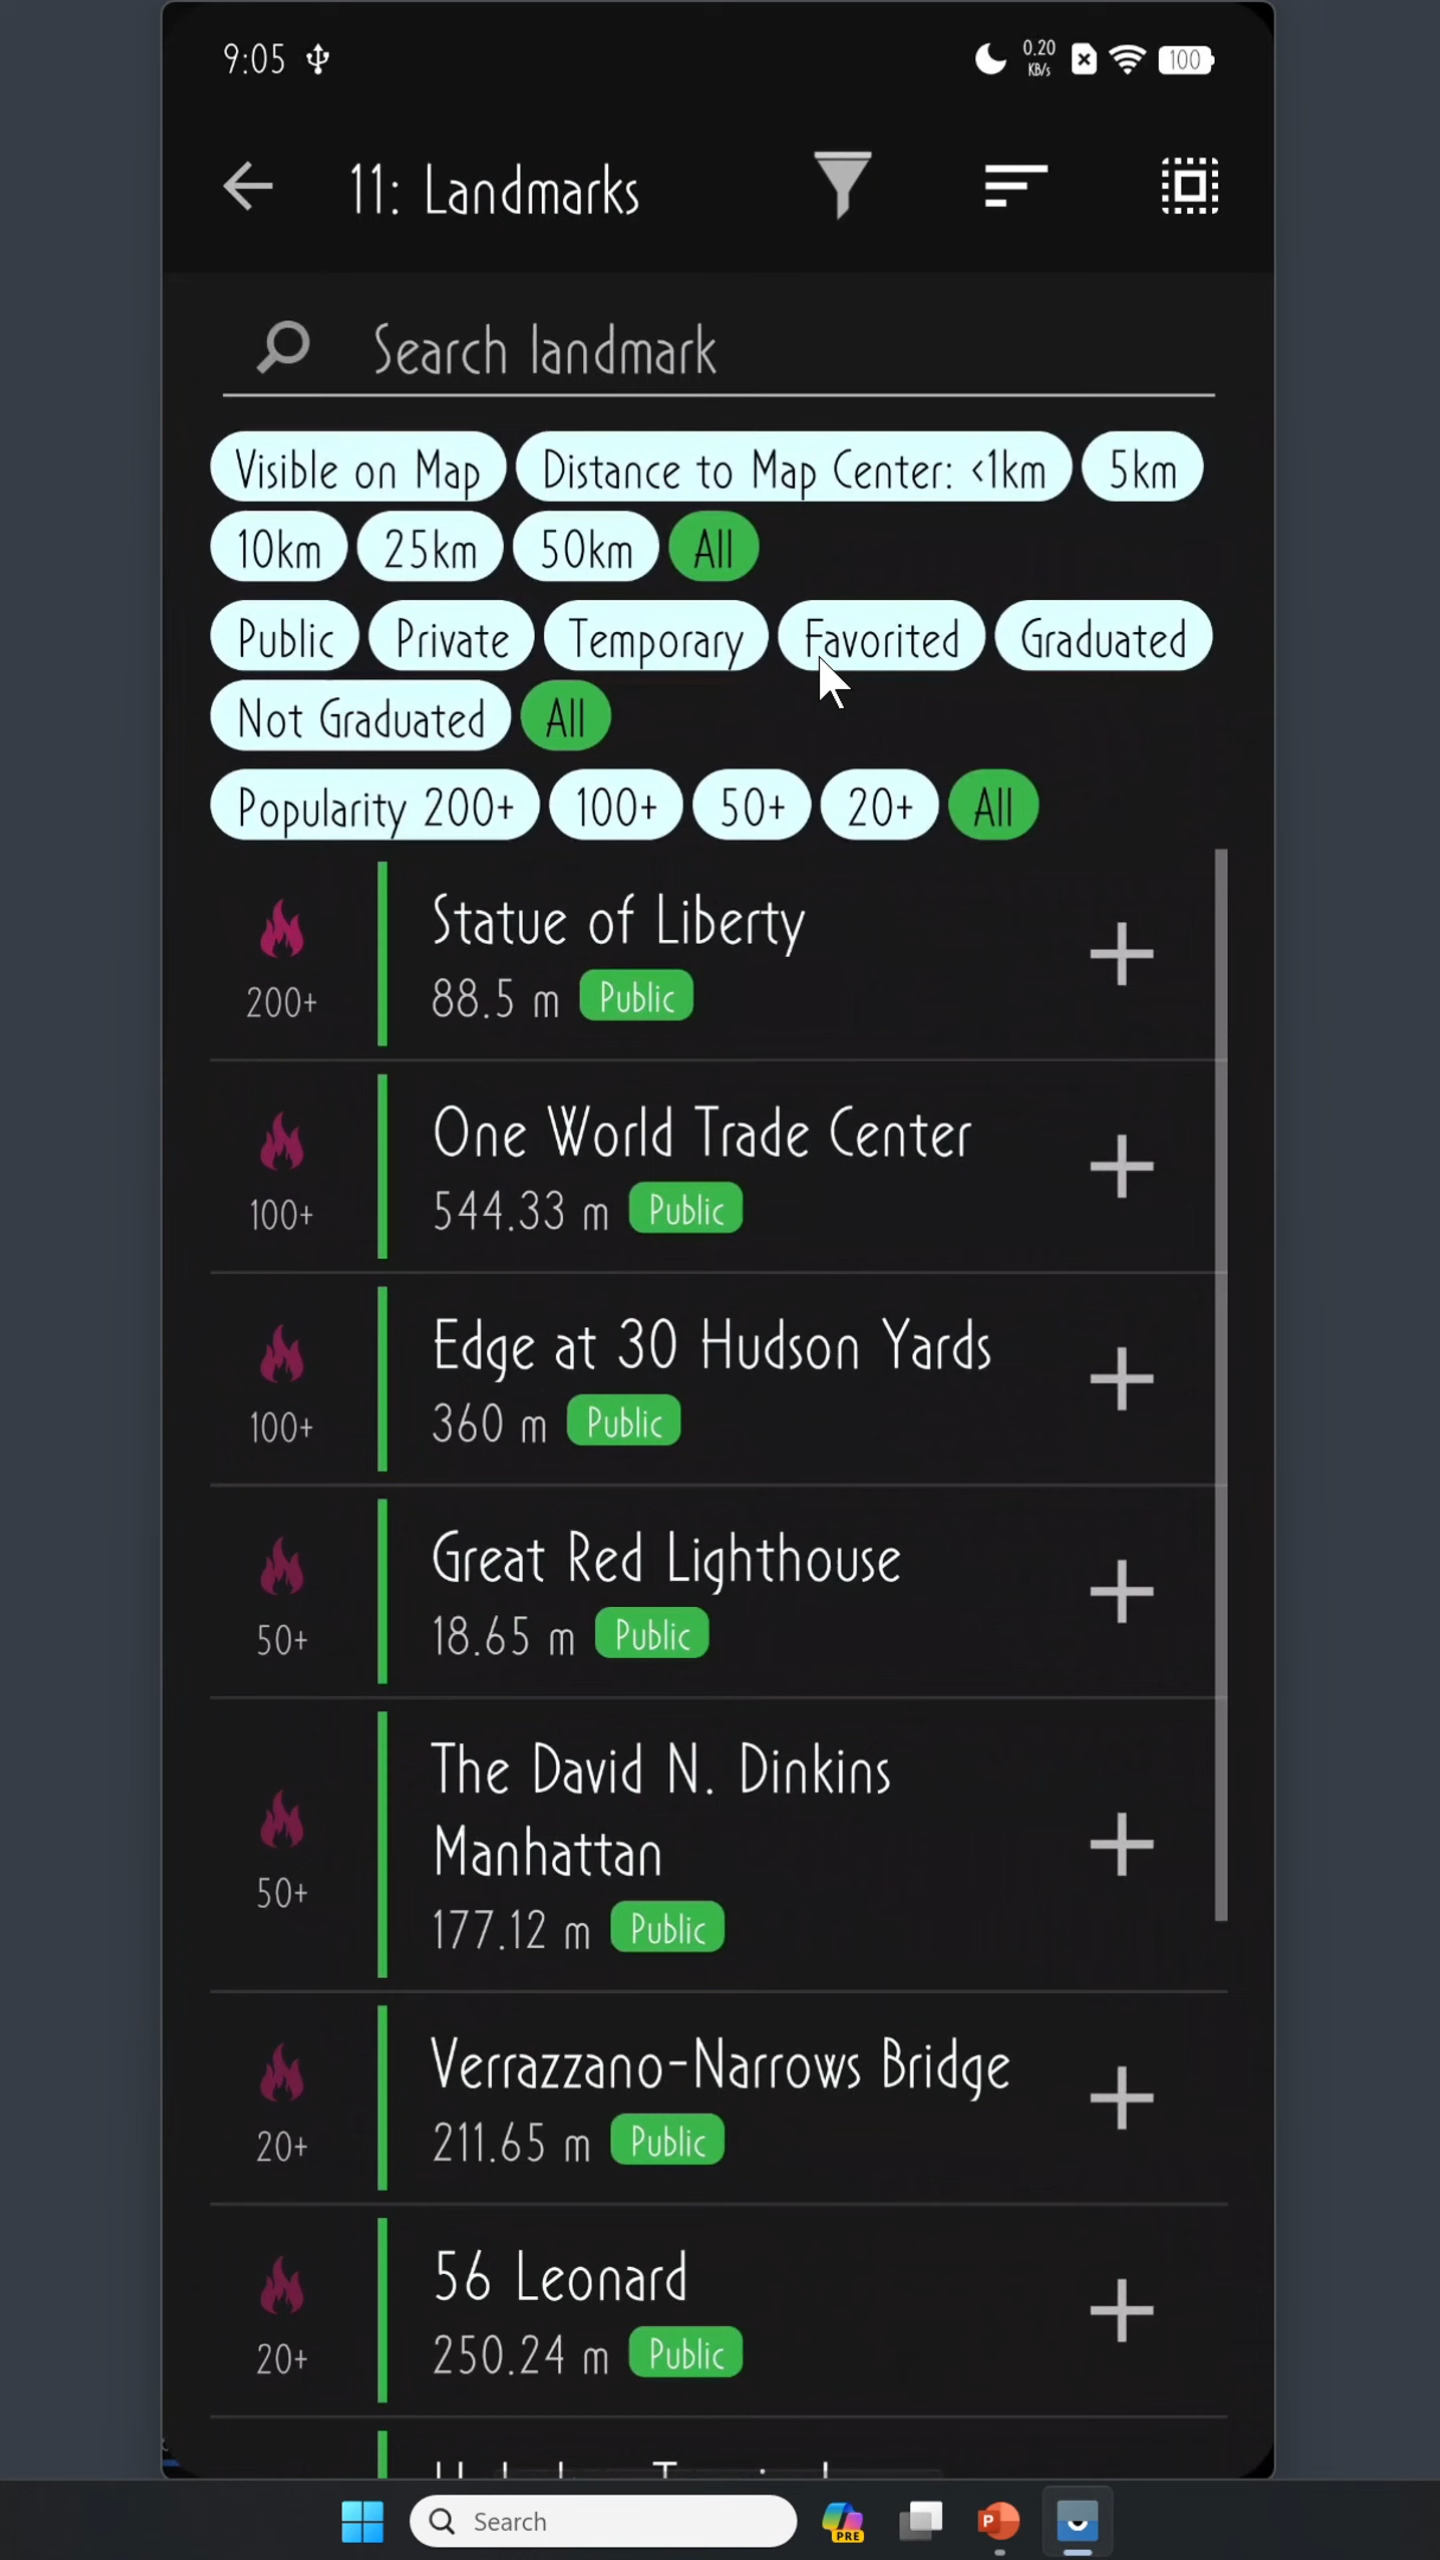 9:05
0.20
KB/s
100
11: Landmarks
Search landmark
Visible on Map
Distance to Map Center: <1km
5km
10km
25km
50km
All
Public
Private
Temporary
Favorited
Graduated
Not Graduated
All
Popularity 200+
100+
50+
20+
All
Statue of Liberty
200+
88.5 m
Public
One World Trade Center
100+
544.33 m
Public
Edge at 30 Hudson Yards
100+
360 m
Public
Great Red Lighthouse
50+
18.65 m
Public
The David N. Dinkins
Manhattan
50+
177.12 m
Public
Verrazzano-Narrows Bridge
20+
211.65 m
Public
56 Leonard
20+
250.24 m
Public
Search
PRE
P